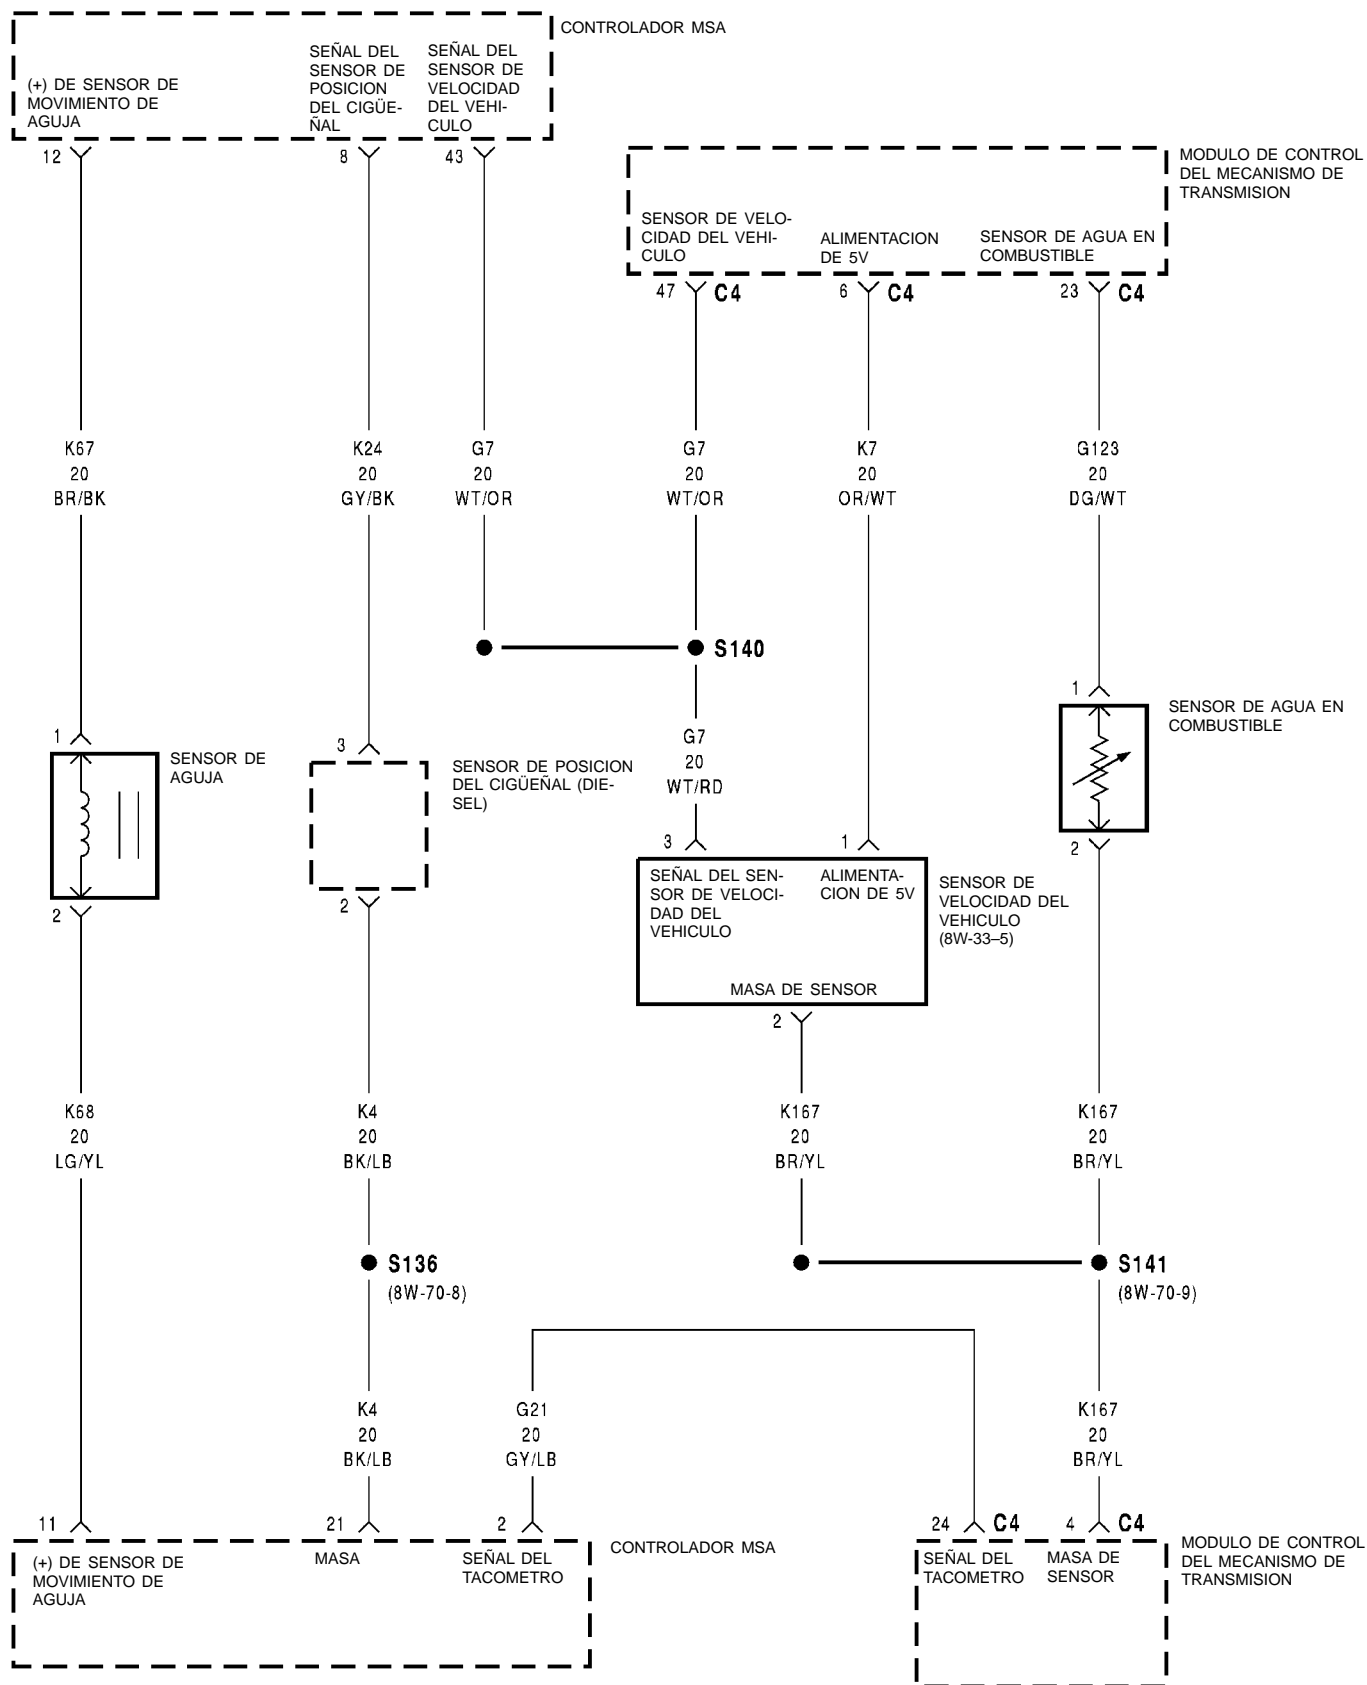 CONTROLADOR MSA
(+) DE SENSOR DE
MOVIMIENTO DE
AGUJA
SEÑAL DEL
SENSOR DE
POSICION
DEL CIGÜE-
ÑAL
SEÑAL DEL
SENSOR DE
VELOCIDAD
DEL VEHI-
CULO
12
8
43
MODULO DE CONTROL
DEL MECANISMO DE
TRANSMISION
SENSOR DE VELO-
CIDAD DEL VEHI-
CULO
ALIMENTACION
DE 5V
SENSOR DE AGUA EN
COMBUSTIBLE
47 C4
6 C4
23 C4
K67
20
BR/BK
K24
20
GY/BK
G7
20
WT/OR
G7
20
WT/OR
K7
20
OR/WT
G123
20
DG/WT
S140
G7
20
WT/RD
1
SENSOR DE
AGUJA
2
3
SENSOR DE POSICION
DEL CIGÜEÑAL (DIE-
SEL)
2
1
SENSOR DE AGUA EN
COMBUSTIBLE
2
3
1
SEÑAL DEL SEN-
SOR DE VELOCI-
DAD DEL
VEHICULO
ALIMENTA-
CION DE 5V
MASA DE SENSOR
SENSOR DE
VELOCIDAD DEL
VEHICULO
(8W-33–5)
2
K68
20
LG/YL
K4
20
BK/LB
K167
20
BR/YL
K167
20
BR/YL
S136
(8W-70-8)
S141
(8W-70-9)
K4
20
BK/LB
G21
20
GY/LB
K167
20
BR/YL
11
21
2
24 C4
4 C4
(+) DE SENSOR DE
MOVIMIENTO DE
AGUJA
MASA
SEÑAL DEL
TACOMETRO
CONTROLADOR MSA
SEÑAL DEL
TACOMETRO
MASA DE
SENSOR
MODULO DE CONTROL
DEL MECANISMO DE
TRANSMISION